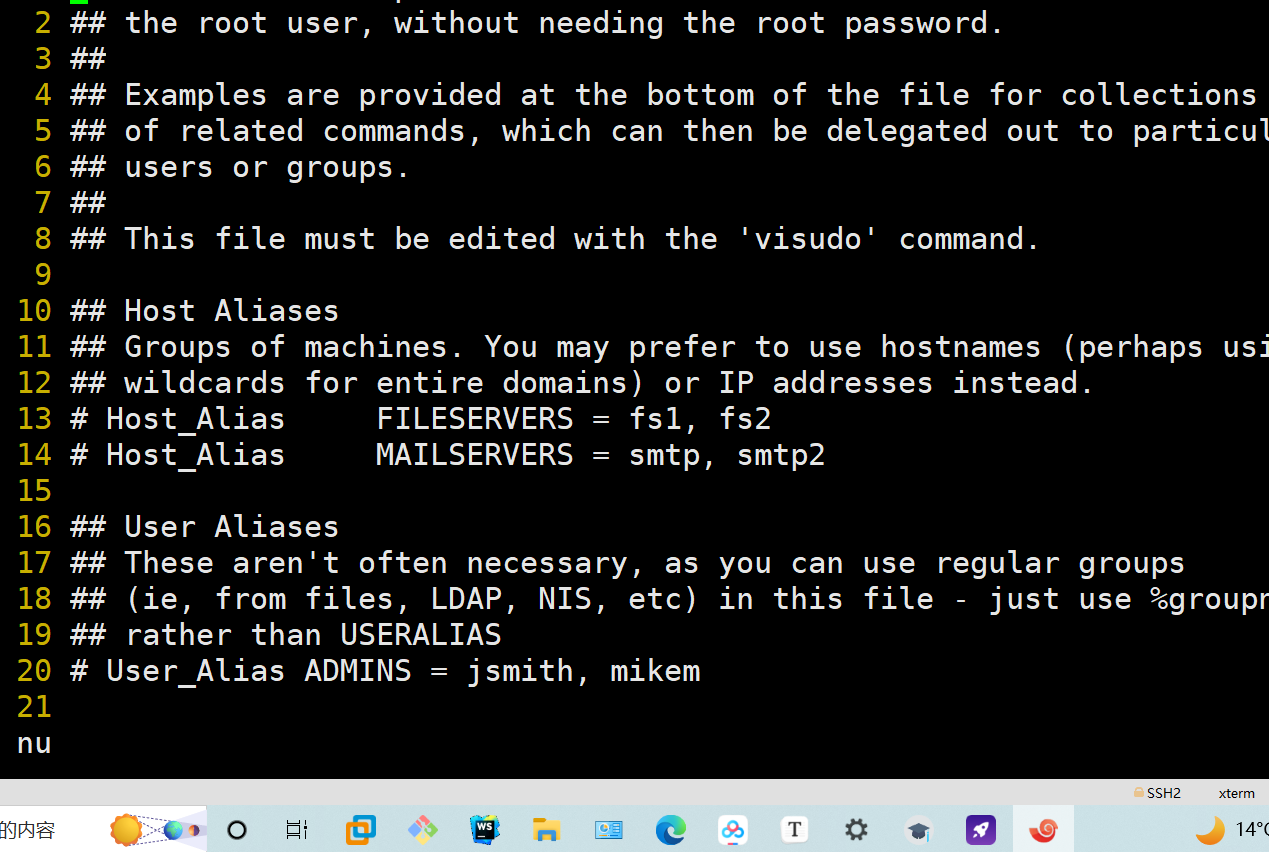 2 ## the root user, without needing the root password.
3 ##
4 ## Examples are provided at the bottom of the file for collections
5 ## of related commands, which can then be delegated out to particul
6 ## users or groups.
7 ##
8 ## This file must be edited with the 'visudo' command.
9
10 ## Host Aliases
11 ## Groups of machines. You may prefer to use hostnames (perhaps usi
12 ## wildcards for entire domains) or IP addresses instead.
13 # Host_Alias     FILESERVERS = fs1, fs2
14 # Host_Alias     MAILSERVERS = smtp, smtp2
15
16 ## User Aliases
17 ## These aren't often necessary, as you can use regular groups
18 ## (ie, from files, LDAP, NIS, etc) in this file - just use %groupn
19 ## rather than USERALIAS
20 # User_Alias ADMINS = jsmith, mikem
21
nu
SSH2 xterm
的内容 WS T 14°C